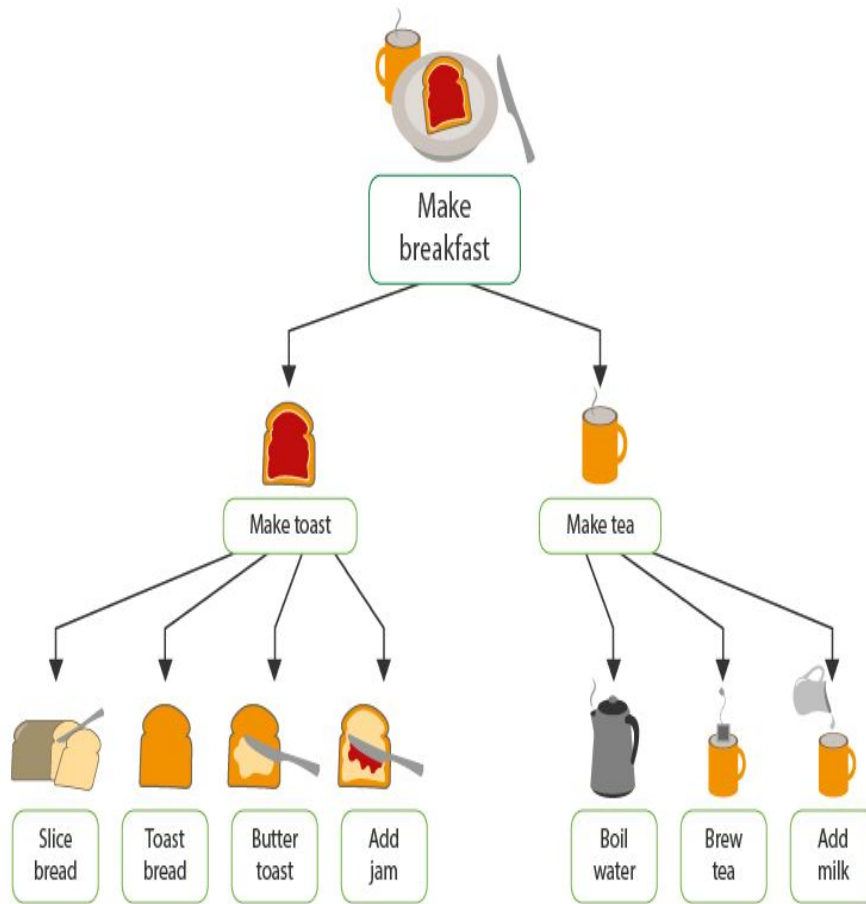 Make
breakfast
Make toast
Make tea
Slice
bread
Toast
bread
Butter
toast
Add
jam
Boil
water
Brew
tea
Add
milk